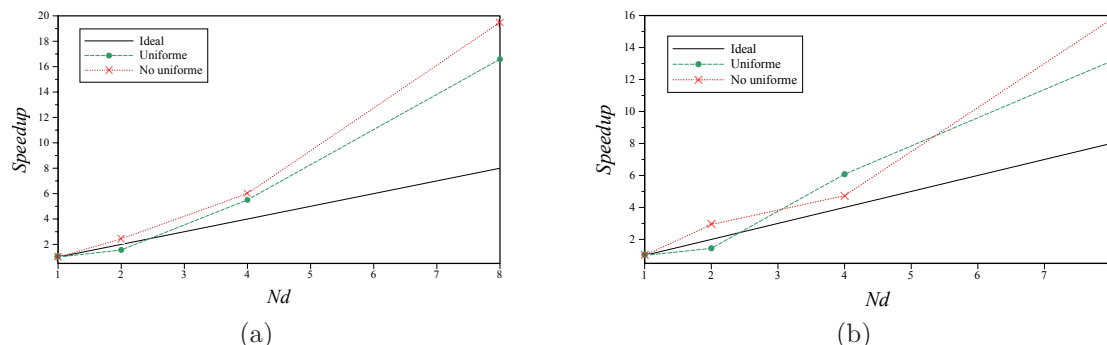 20
18
16
14
12
10
8
6
4
2
Speedup
Ideal
Uniforme
No uniforme
1 2 3 4 5 6 7 8
Nd
(a)
16
14
12
10
8
6
4
2
Speedup
Ideal
Uniforme
No uniforme
1 2 3 4 5 6 7
Nd
(b)